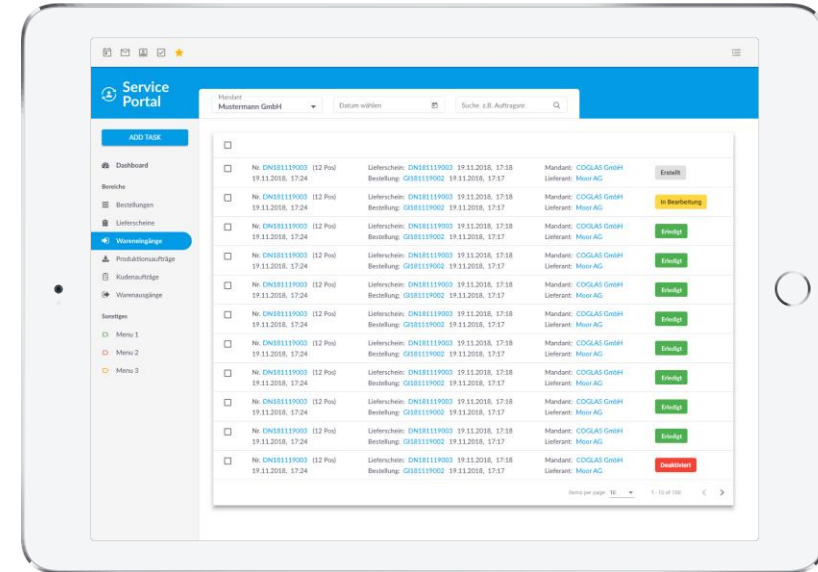 Service
Portal
Mandant
Mustermann GmbH
Datum wählen
Suche z.B. Auftragsnr.
ADD TASK
Dashboard
Bereiche
Bestellungen
Lieferscheine
Wareneingänge
Produktionsaufträge
Kudenaufträge
Warenausgänge
Sonstiges
Menu 1
Menu 2
Menu 3
Nr. DN181119003 (12 Pos) Lieferschein: DN181119003 19.11.2018, 17:18 Mandant: COGLAS GmbH
19.11.2018, 17:24 Bestellung: GI181119002 19.11.2018, 17:17 Lieferant: Moor AG
Erstellt
Nr. DN181119003 (12 Pos) Lieferschein: DN181119003 19.11.2018, 17:18 Mandant: COGLAS GmbH
19.11.2018, 17:24 Bestellung: GI181119002 19.11.2018, 17:17 Lieferant: Moor AG
In Bearbeitung
Nr. DN181119003 (12 Pos) Lieferschein: DN181119003 19.11.2018, 17:18 Mandant: COGLAS GmbH
19.11.2018, 17:24 Bestellung: GI181119002 19.11.2018, 17:17 Lieferant: Moor AG
Erledigt
Nr. DN181119003 (12 Pos) Lieferschein: DN181119003 19.11.2018, 17:18 Mandant: COGLAS GmbH
19.11.2018, 17:24 Bestellung: GI181119002 19.11.2018, 17:17 Lieferant: Moor AG
Erledigt
Nr. DN181119003 (12 Pos) Lieferschein: DN181119003 19.11.2018, 17:18 Mandant: COGLAS GmbH
19.11.2018, 17:24 Bestellung: GI181119002 19.11.2018, 17:17 Lieferant: Moor AG
Erledigt
Nr. DN181119003 (12 Pos) Lieferschein: DN181119003 19.11.2018, 17:18 Mandant: COGLAS GmbH
19.11.2018, 17:24 Bestellung: GI181119002 19.11.2018, 17:17 Lieferant: Moor AG
Erledigt
Nr. DN181119003 (12 Pos) Lieferschein: DN181119003 19.11.2018, 17:18 Mandant: COGLAS GmbH
19.11.2018, 17:24 Bestellung: GI181119002 19.11.2018, 17:17 Lieferant: Moor AG
Erledigt
Nr. DN181119003 (12 Pos) Lieferschein: DN181119003 19.11.2018, 17:18 Mandant: COGLAS GmbH
19.11.2018, 17:24 Bestellung: GI181119002 19.11.2018, 17:17 Lieferant: Moor AG
Erledigt
Nr. DN181119003 (12 Pos) Lieferschein: DN181119003 19.11.2018, 17:18 Mandant: COGLAS GmbH
19.11.2018, 17:24 Bestellung: GI181119002 19.11.2018, 17:17 Lieferant: Moor AG
Erledigt
Nr. DN181119003 (12 Pos) Lieferschein: DN181119003 19.11.2018, 17:18 Mandant: COGLAS GmbH
19.11.2018, 17:24 Bestellung: GI181119002 19.11.2018, 17:17 Lieferant: Moor AG
Erledigt
Nr. DN181119003 (12 Pos) Lieferschein: DN181119003 19.11.2018, 17:18 Mandant: COGLAS GmbH
19.11.2018, 17:24 Bestellung: GI181119002 19.11.2018, 17:17 Lieferant: Moor AG
Deaktiviert
Items per page 10 1 - 10 of 100